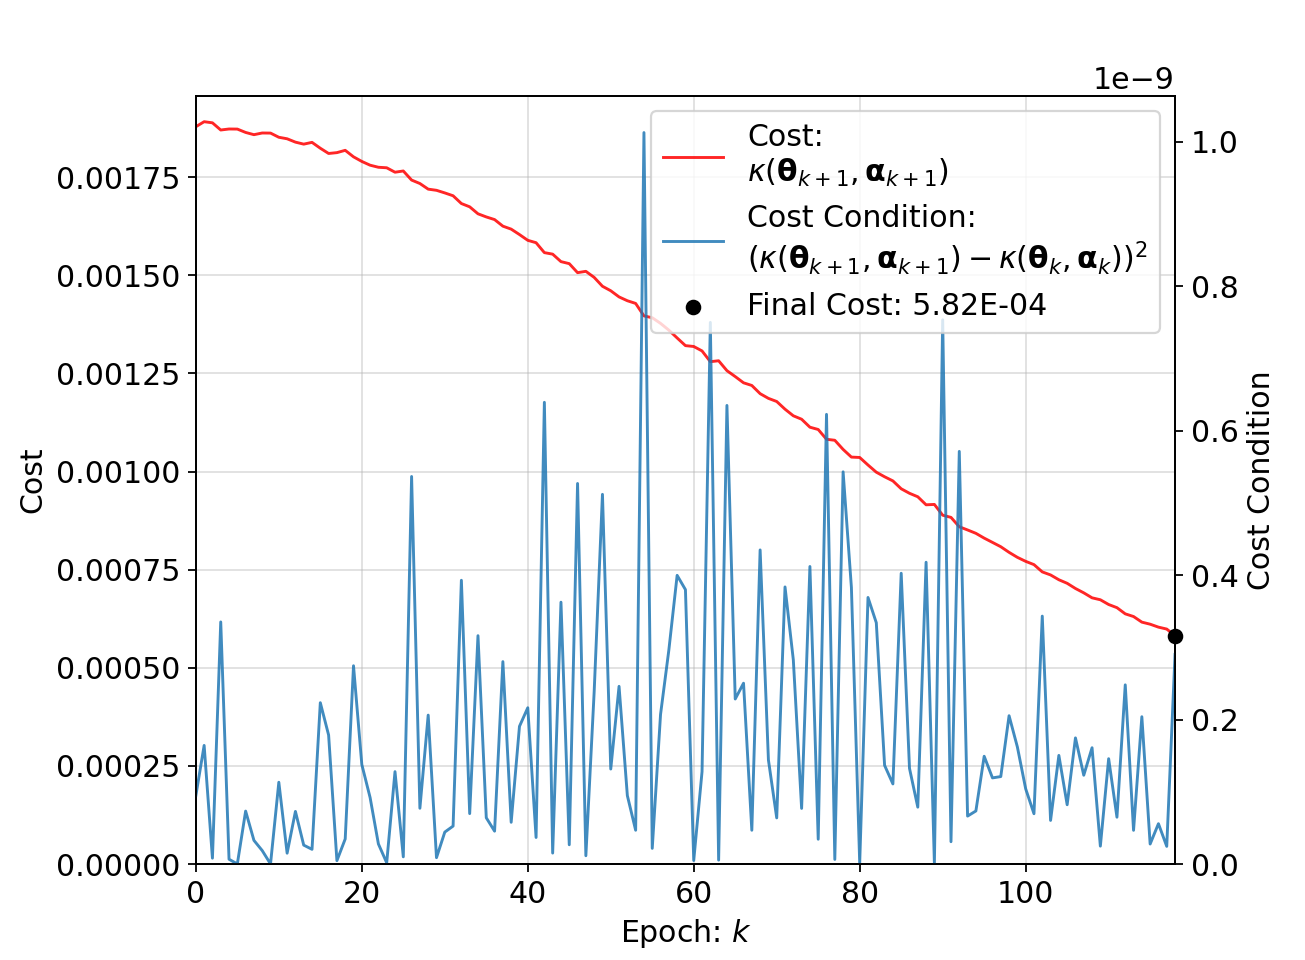 1e−9
Cost:
κ(θ_{k+1}, α_{k+1})
Cost Condition:
(κ(θ_{k+1}, α_{k+1}) − κ(θ_k, α_k))²
Final Cost: 5.82E-04
0.00175
0.00150
0.00125
0.00100
0.00075
0.00050
0.00025
0.00000
Cost
1.0
0.8
0.6
0.4
0.2
0.0
Cost Condition
0 20 40 60 80 100
Epoch: k